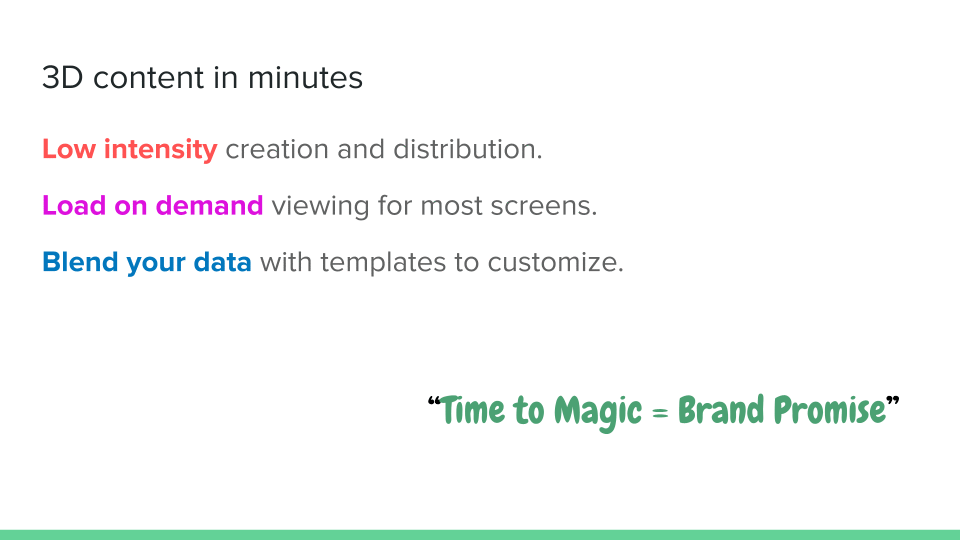 3D content in minutes
Low intensity creation and distribution.
Load on demand viewing for most screens.
Blend your data with templates to customize.
“Time to Magic = Brand Promise”